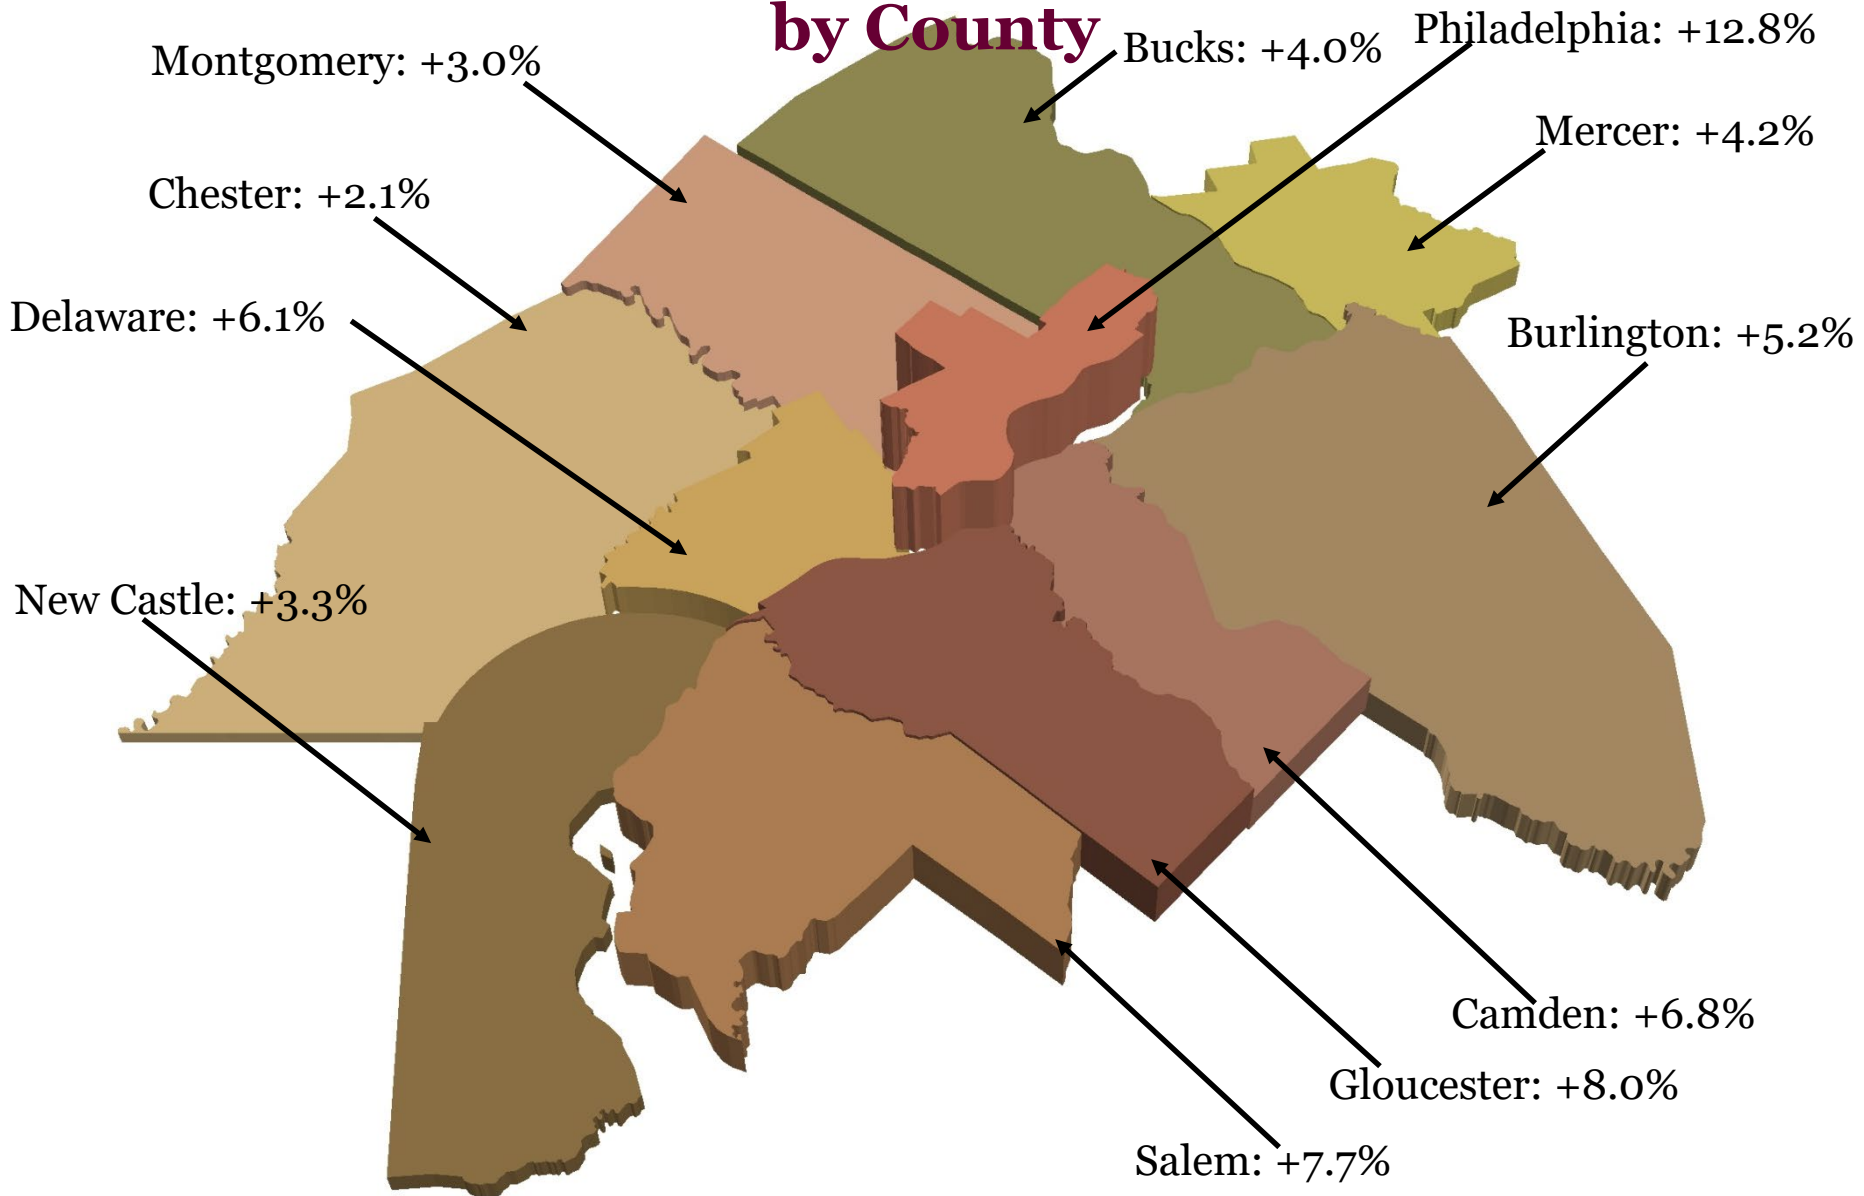 by County
Montgomery: +3.0%
Bucks: +4.0%
Philadelphia: +12.8%
Mercer: +4.2%
Chester: +2.1%
Delaware: +6.1%
Burlington: +5.2%
New Castle: +3.3%
Camden: +6.8%
Gloucester: +8.0%
Salem: +7.7%